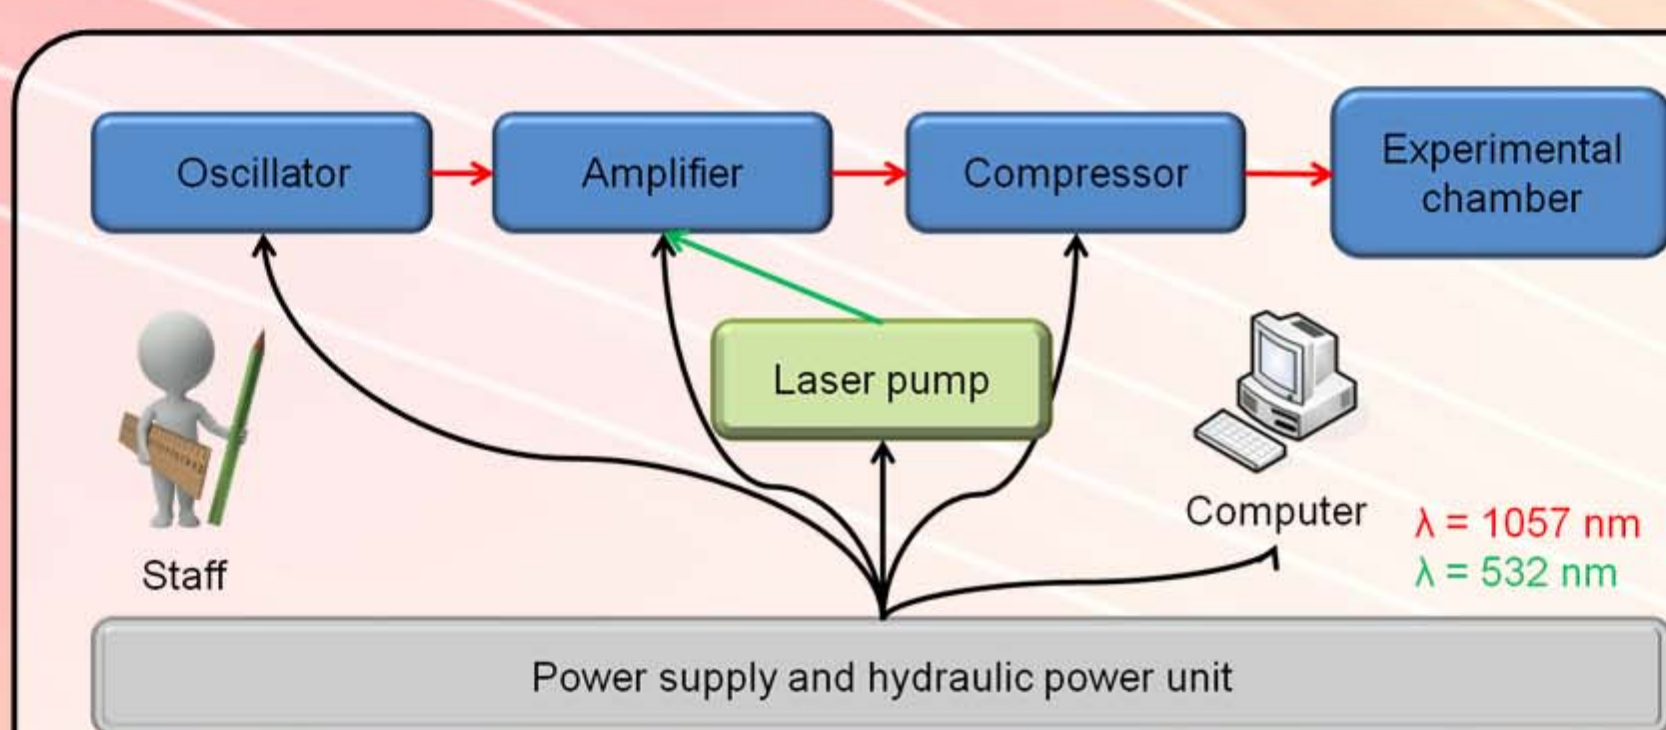 Oscillator
Amplifier
Compressor
Experimental
chamber
Laser pump
Computer
λ = 1057 nm
λ = 532 nm
Staff
Power supply and hydraulic power unit